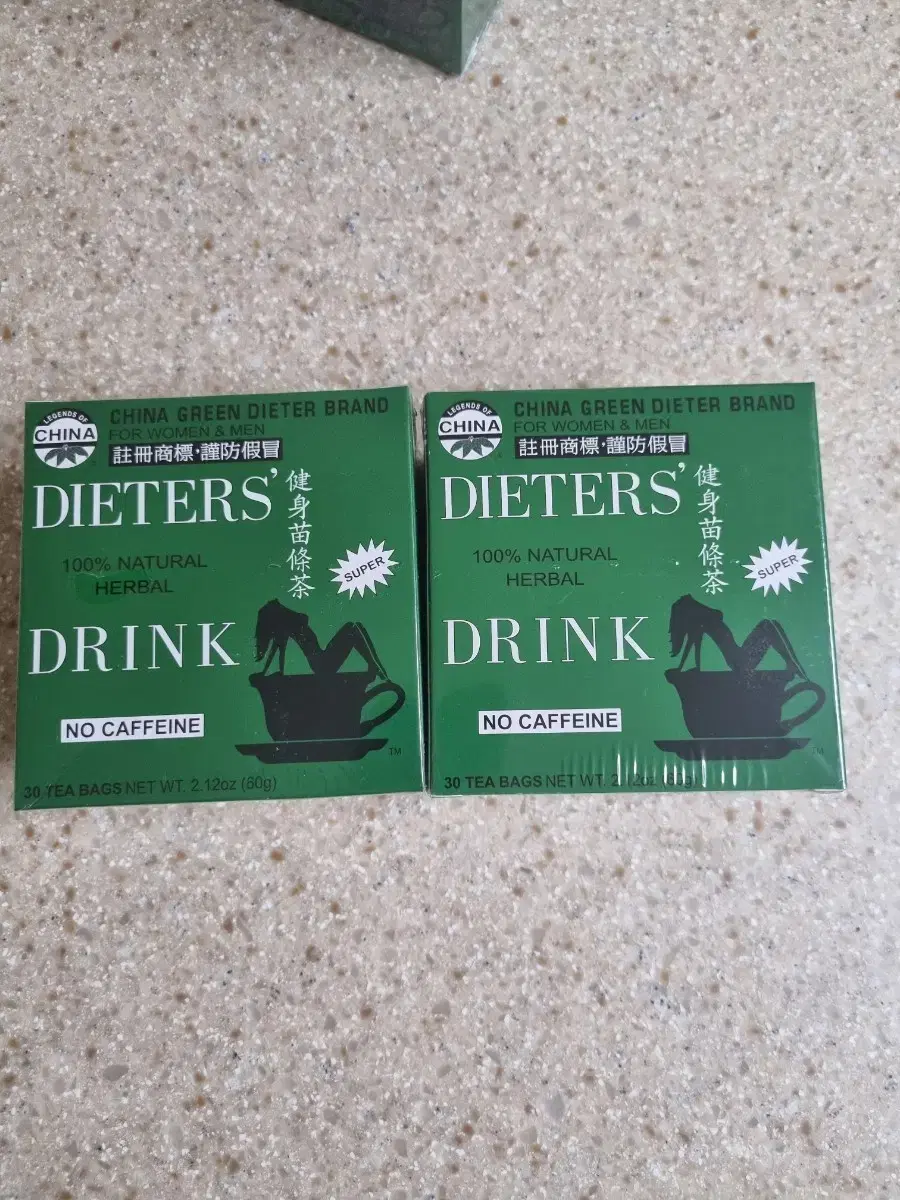 LEGENDS OF
CHINA
CHINA GREEN DIETER BRAND
FOR WOMEN & MEN
註冊商標·謹防假冒
DIETERS'
健身苗條茶
100% NATURAL
HERBAL
SUPER
DRINK
NO CAFFEINE
TM
30 TEA BAGS NET WT. 2.12oz (60g)
LEGENDS OF
CHINA
CHINA GREEN DIETER BRAND
FOR WOMEN & MEN
註冊商標·謹防假冒
DIETERS'
健身苗條茶
100% NATURAL
HERBAL
SUPER
DRINK
NO CAFFEINE
TM
30 TEA BAGS NET WT. 2.12oz (60g)